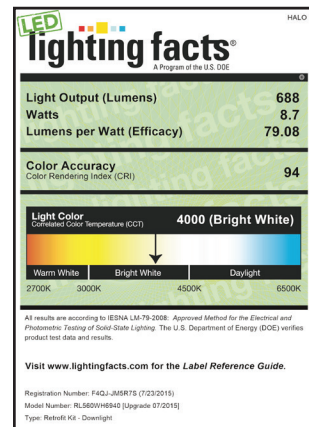 HALO
LED
lighting facts®
A Program of the U.S. DOE
Light Output (Lumens) 688
Watts 8.7
Lumens per Watt (Efficacy) 79.08
Color Accuracy
Color Rendering Index (CRI) 94
Light Color
Correlated Color Temperature (CCT) 4000 (Bright White)
Warm White Bright White Daylight
2700K 3000K 4500K 6500K
All results are according to IESNA LM-79-2008: Approved Method for the Electrical and
Photometric Testing of Solid-State Lighting. The U.S. Department of Energy (DOE) verifies
product test data and results.
Visit www.lightingfacts.com for the Label Reference Guide.
Registration Number: F4QJ-JM5R7S (7/23/2015)
Model Number: RL560WH6940 [Upgrade 07/2015]
Type: Retrofit Kit - Downlight